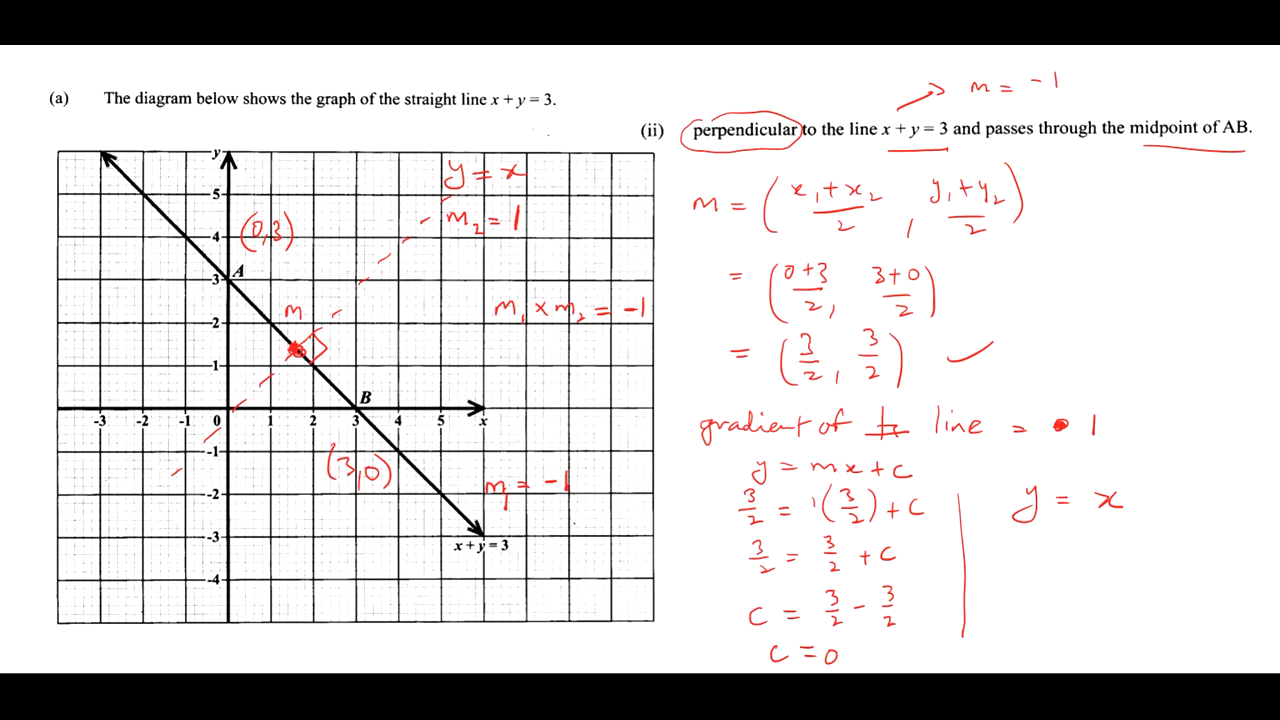 (a) The diagram below shows the graph of the straight line x + y = 3.
y
5
4
3
2
1
-1
-2
-3
-4
-3 -2 -1 0 1 2 3 4 5 x
A
B
x + y = 3
(0,3)
(3,0)
m
y = x
m₂ = 1
m₁ × m₂ = -1
m₁ = -1
m = -1
(ii) perpendicular to the line x + y = 3 and passes through the midpoint of AB.
m = ( x₁ + x₂ / 2 , y₁ + y₂ / 2 )
= ( 0 + 3 / 2 , 3 + 0 / 2 )
= ( 3/2 , 3/2 )
gradient of line = 1
y = mx + c
3/2 = 1(3/2) + c
3/2 = 3/2 + c
c = 3/2 - 3/2
c = 0
y = x